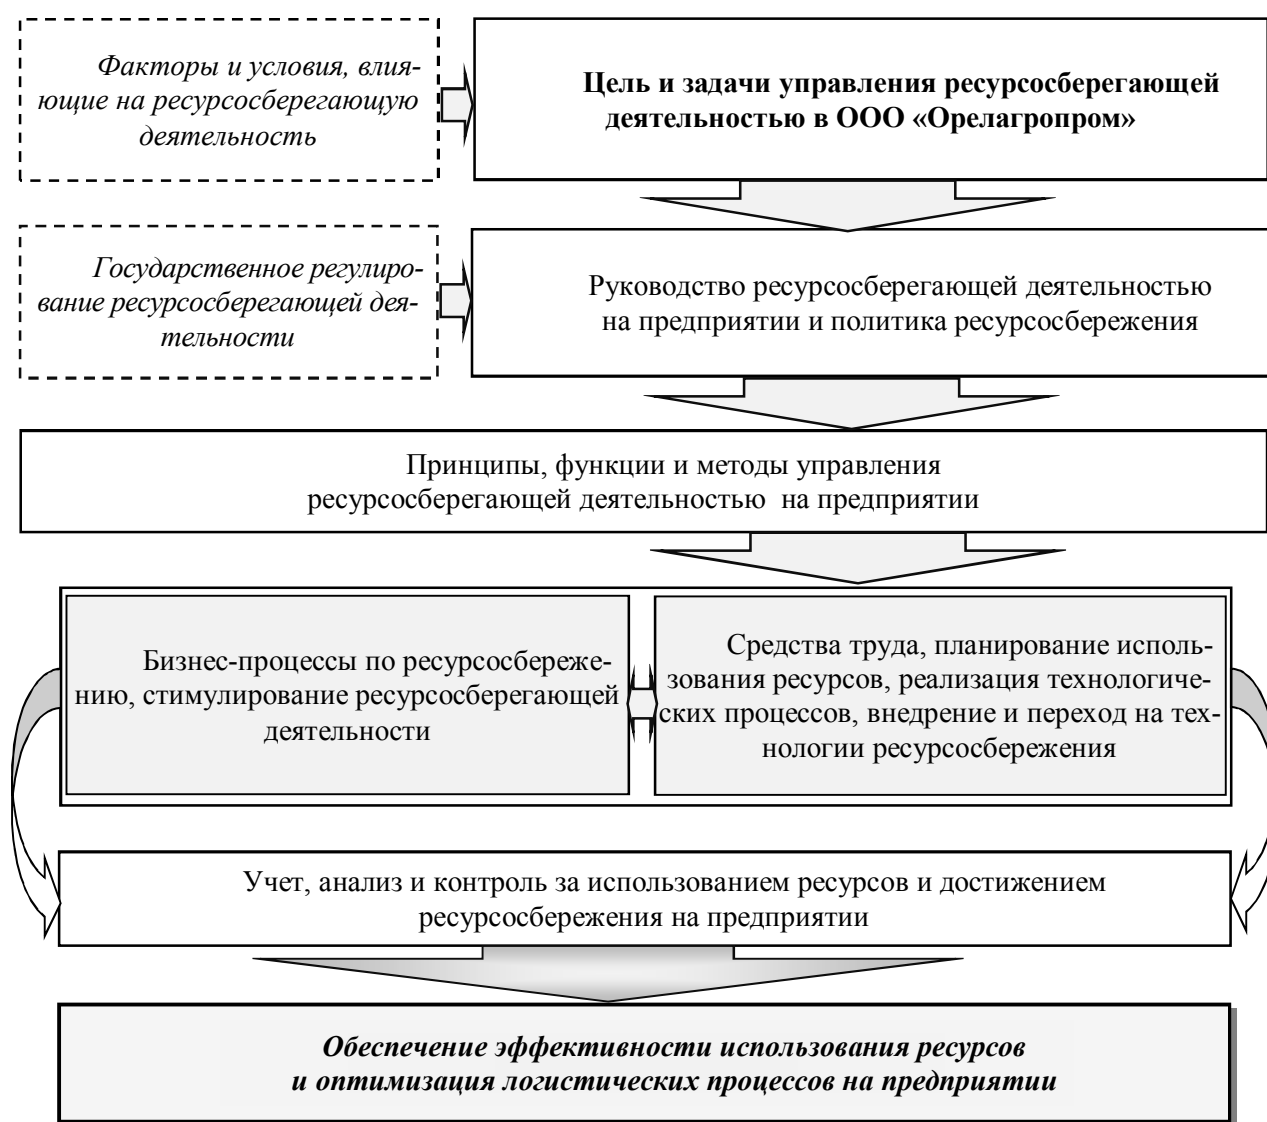 Факторы и условия, влия-
ющие на ресурсосберегающую
деятельность
Цель и задачи управления ресурсосберегающей
деятельностью в ООО «Орелагропром»
Государственное регулиро-
вание ресурсосберегающей дея-
тельности
Руководство ресурсосберегающей деятельностью
на предприятии и политика ресурсосбережения
Принципы, функции и методы управления
ресурсосберегающей деятельностью на предприятии
Бизнес-процессы по ресурсосбереже-
нию, стимулирование ресурсосберегающей
деятельности
Средства труда, планирование исполь-
зования ресурсов, реализация технологиче-
ских процессов, внедрение и переход на тех-
нологии ресурсосбережения
Учет, анализ и контроль за использованием ресурсов и достижением
ресурсосбережения на предприятии
Обеспечение эффективности использования ресурсов
и оптимизация логистических процессов на предприятии